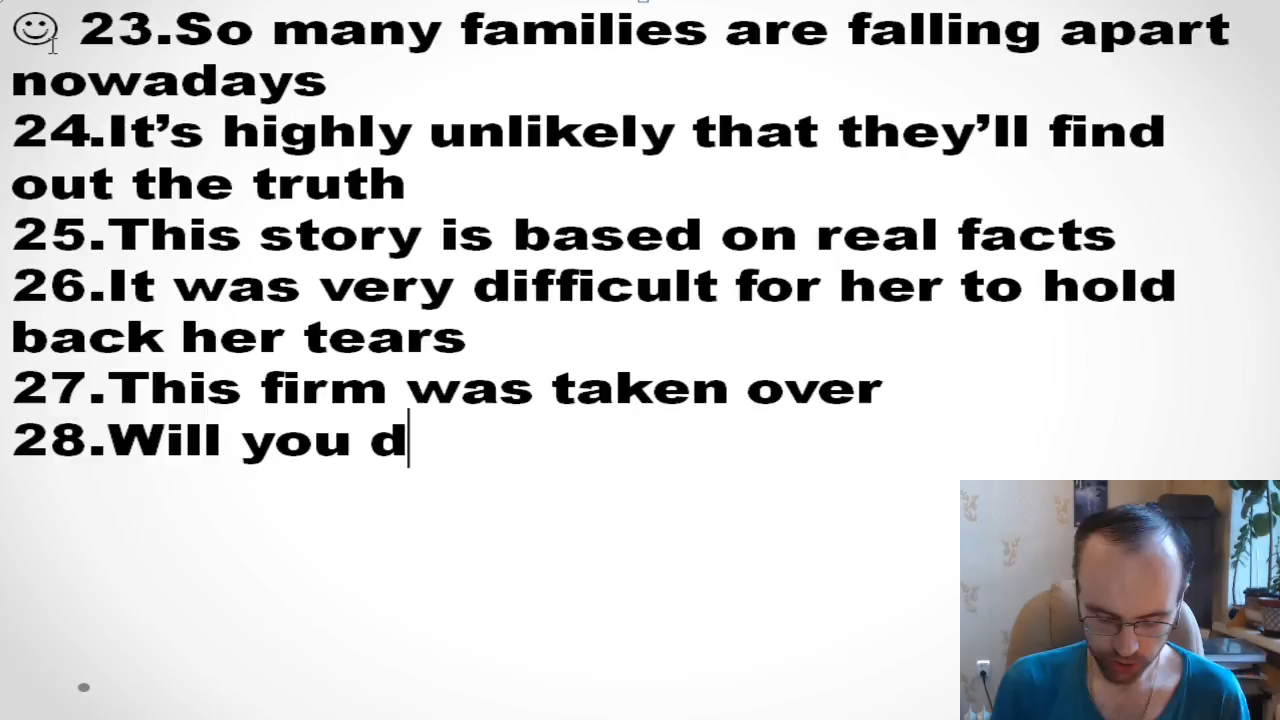 ☺ 23.So many families are falling apart
nowadays
24.It’s highly unlikely that they’ll find
out the truth
25.This story is based on real facts
26.It was very difficult for her to hold
back her tears
27.This firm was taken over
28.Will you d